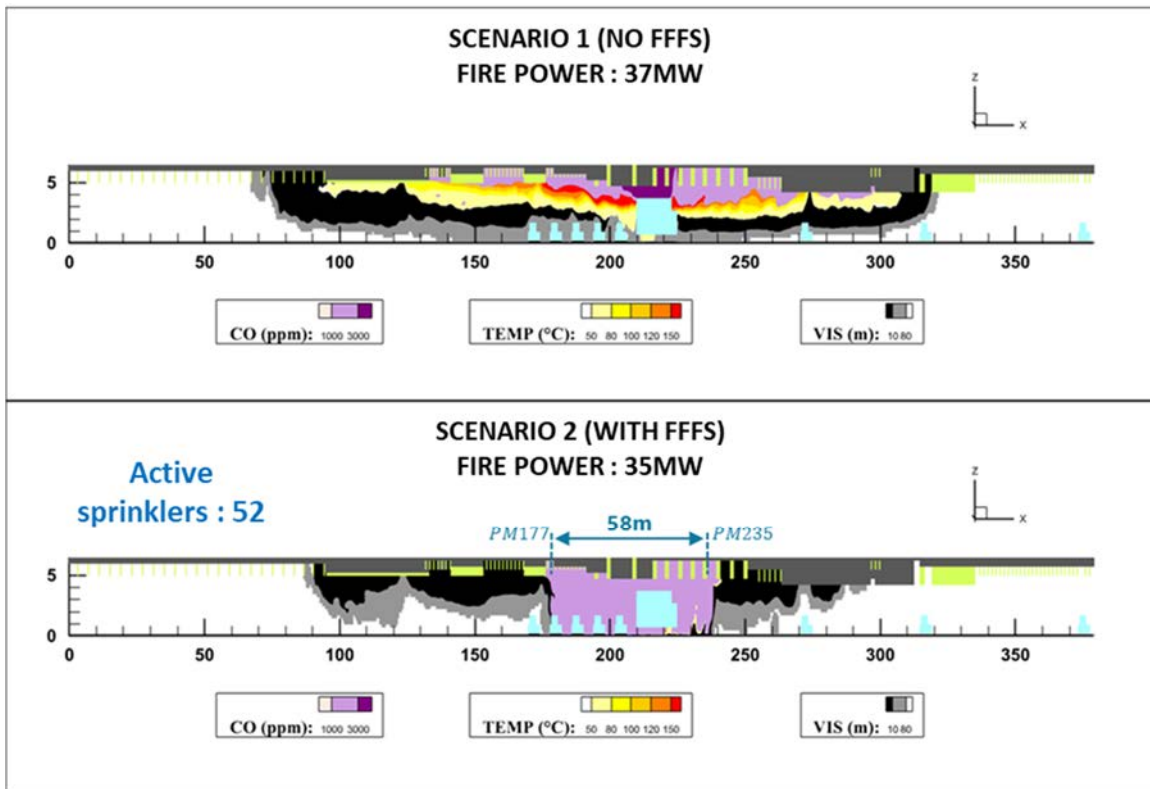 SCENARIO 1 (NO FFFS)
FIRE POWER : 37MW
z
x
5
0
0 50 100 150 200 250 300 350
CO (ppm): 1000 3000
TEMP (°C): 50 80 100 120 150
VIS (m): 10 80
SCENARIO 2 (WITH FFFS)
FIRE POWER : 35MW
Active
sprinklers : 52
z
x
PM177
58m
PM235
5
0
0 50 100 150 200 250 300 350
CO (ppm): 1000 3000
TEMP (°C): 50 80 100 120 150
VIS (m): 10 80